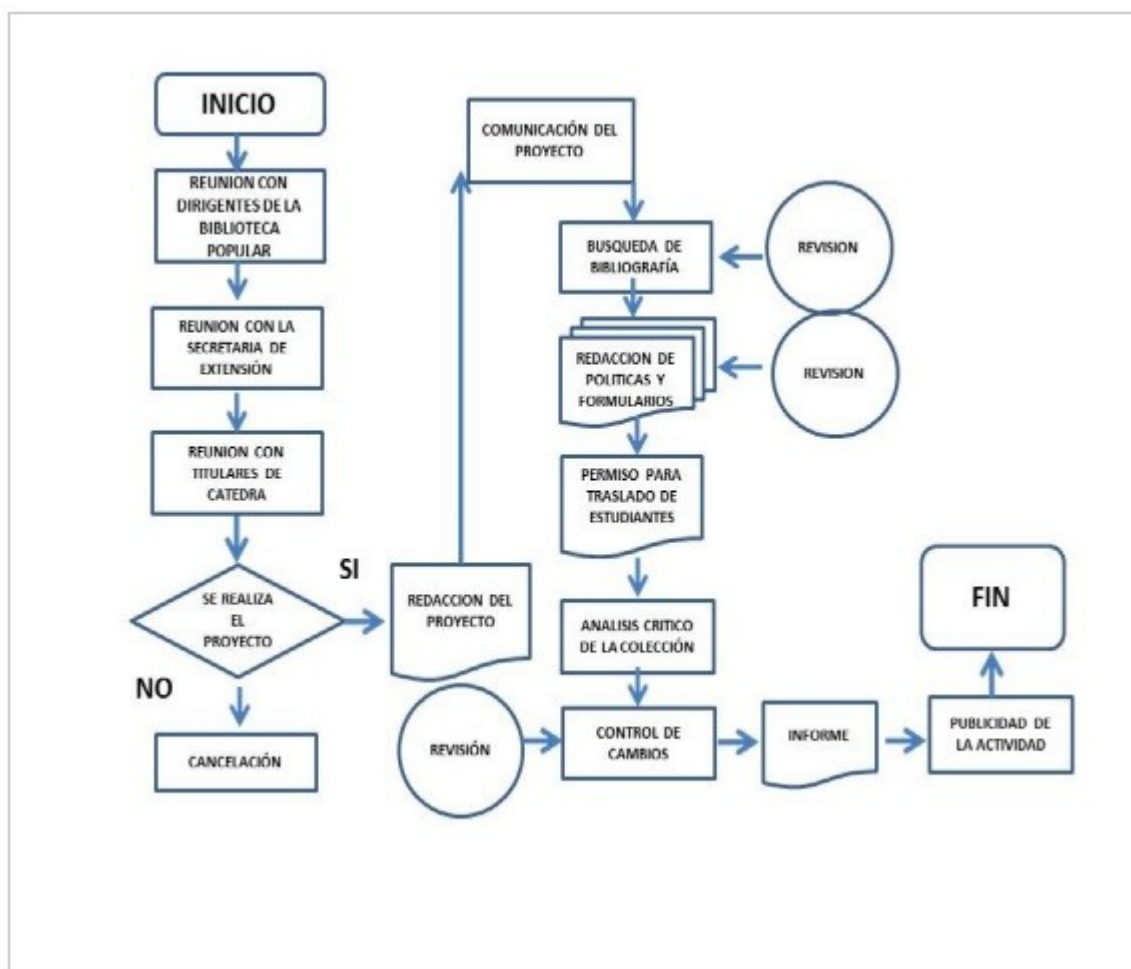 INICIO
REUNION CON
DIRIGENTES DE LA
BIBLIOTECA
POPULAR
REUNION CON LA
SECRETARIA DE
EXTENSIÓN
REUNION CON
TITULARES DE
CATEDRA
SE REALIZA
EL
PROYECTO
SI
NO
CANCELACIÓN
REDACCION DEL
PROYECTO
COMUNICACIÓN DEL
PROYECTO
BUSQUEDA DE
BIBLIOGRAFÍA
REVISION
REDACCION DE
POLITICAS Y
FORMULARIOS
REVISION
PERMISO PARA
TRASLADO DE
ESTUDIANTES
ANALISIS CRITICO
DE LA COLECCIÓN
REVISIÓN
CONTROL DE
CAMBIOS
INFORME
PUBLICIDAD DE
LA ACTIVIDAD
FIN